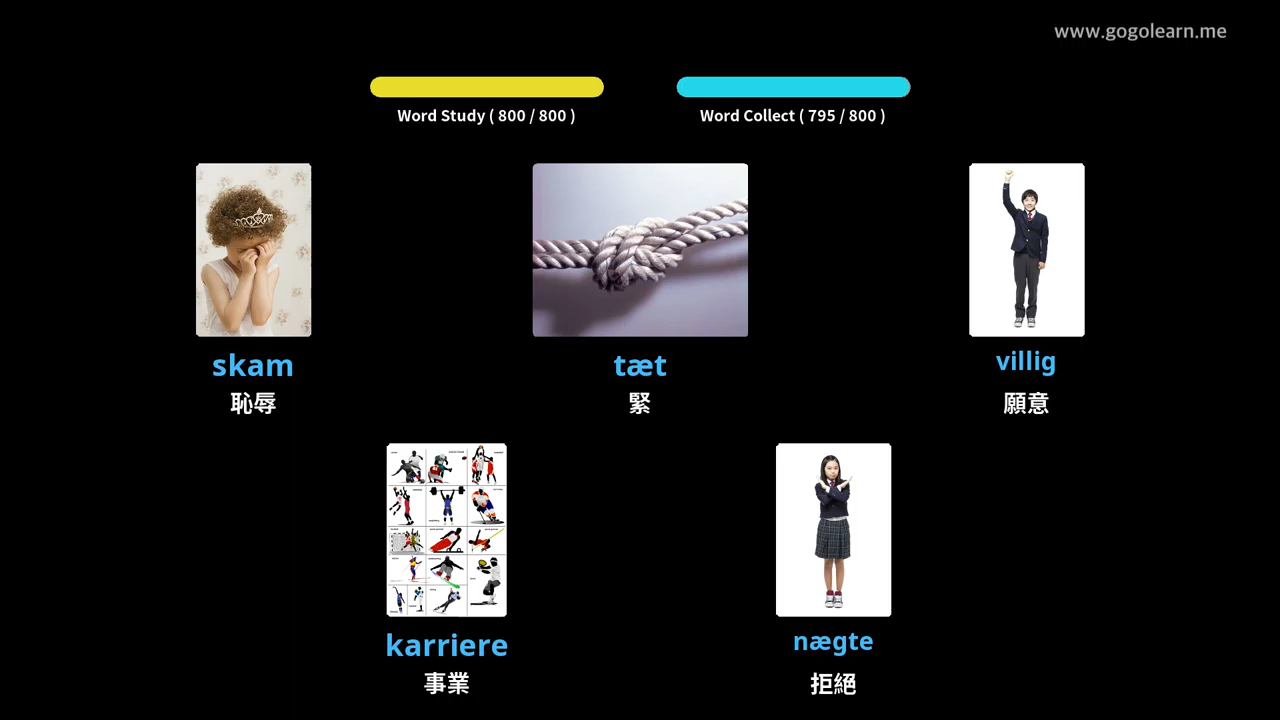 www.gogolearn.me
Word Study ( 800 / 800 )
Word Collect ( 795 / 800 )
skam
恥辱
tæt
緊
villig
願意
karriere
事業
nægte
拒絕